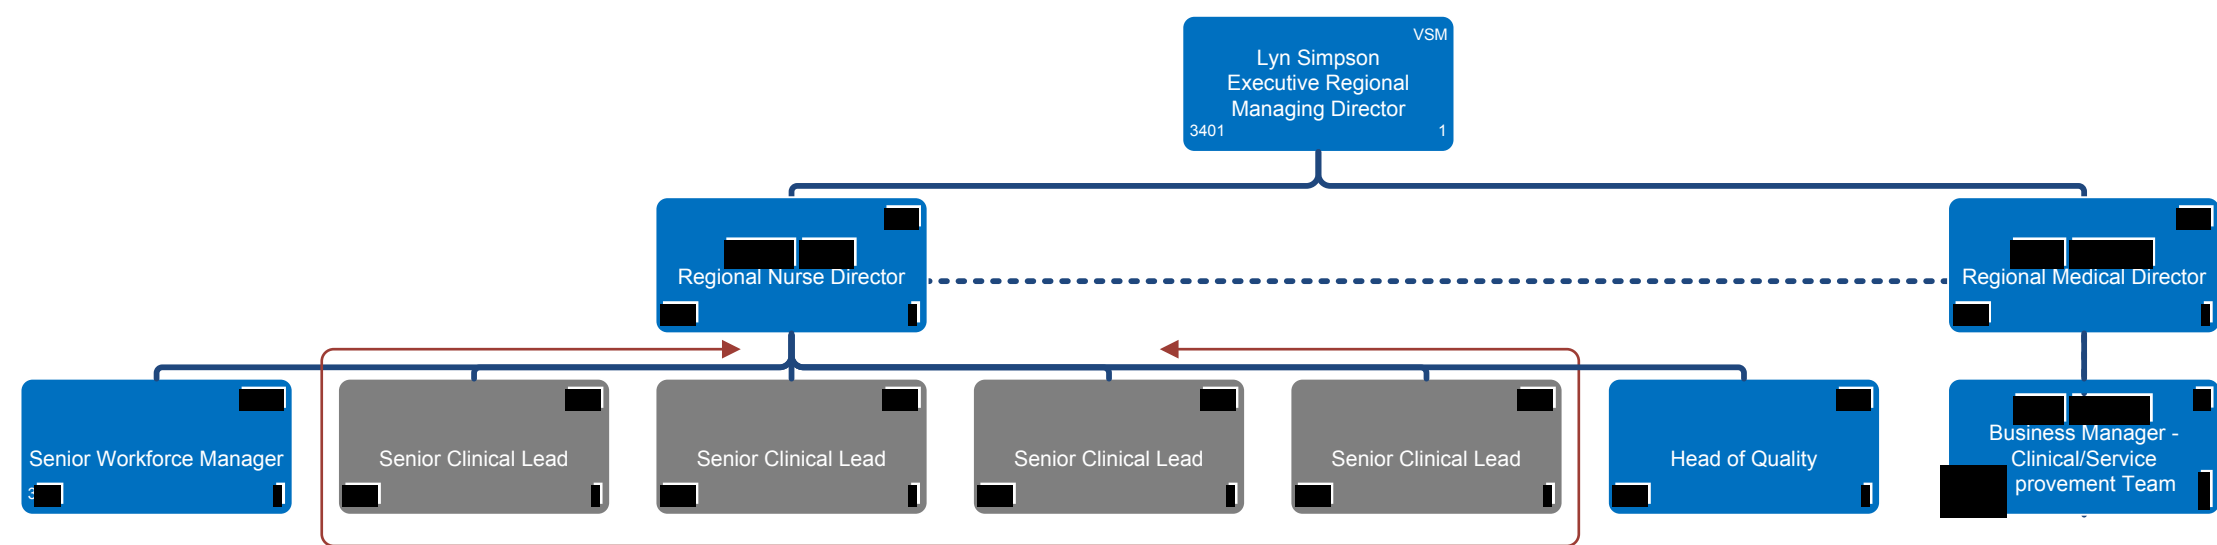 VSM
Lyn Simpson
Executive Regional
Managing Director
3401 1
Regional Nurse Director
Regional Medical Director
Senior Workforce Manager
Senior Clinical Lead
Senior Clinical Lead
Senior Clinical Lead
Senior Clinical Lead
Head of Quality
Business Manager -
Clinical/Service
Team